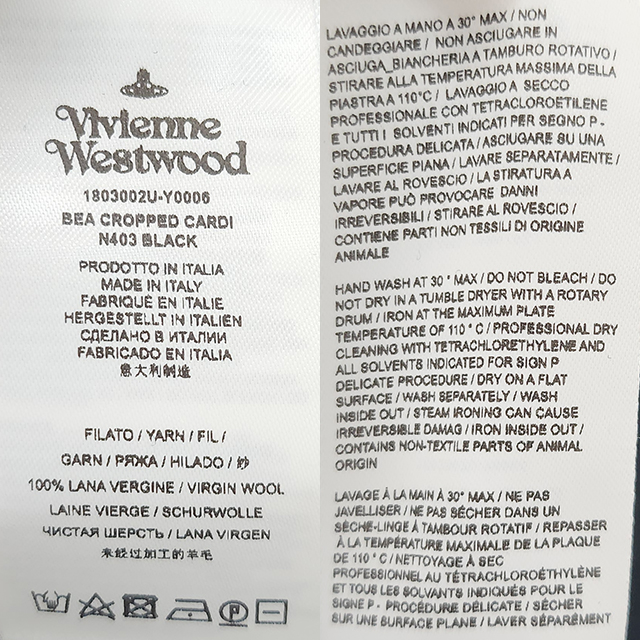 Vivienne
Westwood
1803002U-Y0006
BEA CROPPED CARDI
N403 BLACK
PRODOTTO IN ITALIA
MADE IN ITALY
FABRIQUÉ EN ITALIE
HERGESTELLT IN ITALIEN
СДЕЛАНО В ИТАЛИИ
FABRICADO EN ITALIA
意大利制造
FILATO / YARN / FIL /
GARN / PЯЖA / HILADO / 纱
100% LANA VERGINE / VIRGIN WOOL
LAINE VIERGE / SCHURWOLLE
ЧИСТАЯ ШЕРСТЬ / LANA VIRGEN
未经过加工的羊毛
P
LAVAGGIO A MANO A 30° MAX / NON
CANDEGGIARE / NON ASCIUGARE IN
ASCIUGA_BIANCHERIA A TAMBURO ROTATIVO /
STIRARE ALLA TEMPERATURA MASSIMA DELLA
PIASTRA A 110°C / LAVAGGIO A SECCO
PROFESSIONALE CON TETRACLOROETILENE
E TUTTI I SOLVENTI INDICATI PER SEGNO P -
PROCEDURA DELICATA / ASCIUGARE SU UNA
SUPERFICIE PIANA / LAVARE SEPARATAMENTE /
LAVARE AL ROVESCIO / LA STIRATURA A
VAPORE PUÒ PROVOCARE DANNI
IRREVERSIBILI / STIRARE AL ROVESCIO /
CONTIENE PARTI NON TESSILI DI ORIGINE
ANIMALE
HAND WASH AT 30 ° MAX / DO NOT BLEACH / DO
NOT DRY IN A TUMBLE DRYER WITH A ROTARY
DRUM / IRON AT THE MAXIMUM PLATE
TEMPERATURE OF 110 ° C / PROFESSIONAL DRY
CLEANING WITH TETRACHLORETHYLENE AND
ALL SOLVENTS INDICATED FOR SIGN P
DELICATE PROCEDURE / DRY ON A FLAT
SURFACE / WASH SEPARATELY / WASH
INSIDE OUT / STEAM IRONING CAN CAUSE
IRREVERSIBLE DAMAG / IRON INSIDE OUT /
CONTAINS NON-TEXTILE PARTS OF ANIMAL
ORIGIN
LAVAGE À LA MAIN À 30° MAX / NE PAS
JAVELLISER / NE PAS SÉCHER DANS UN
SÈCHE-LINGE À TAMBOUR ROTATIF / REPASSER
À LA TEMPÉRATURE MAXIMALE DE LA PLAQUE
DE 110 ° C / NETTOYAGE À SEC
PROFESSIONNEL AU TÉTRACHLOROÉTHYLÈNE
ET TOUS LES SOLVANTS INDIQUÉS POUR LE
SIGNE P - PROCÉDURE DÉLICATE / SÉCHER
SUR UNE SURFACE PLANE / LAVER SÉPARÉMENT